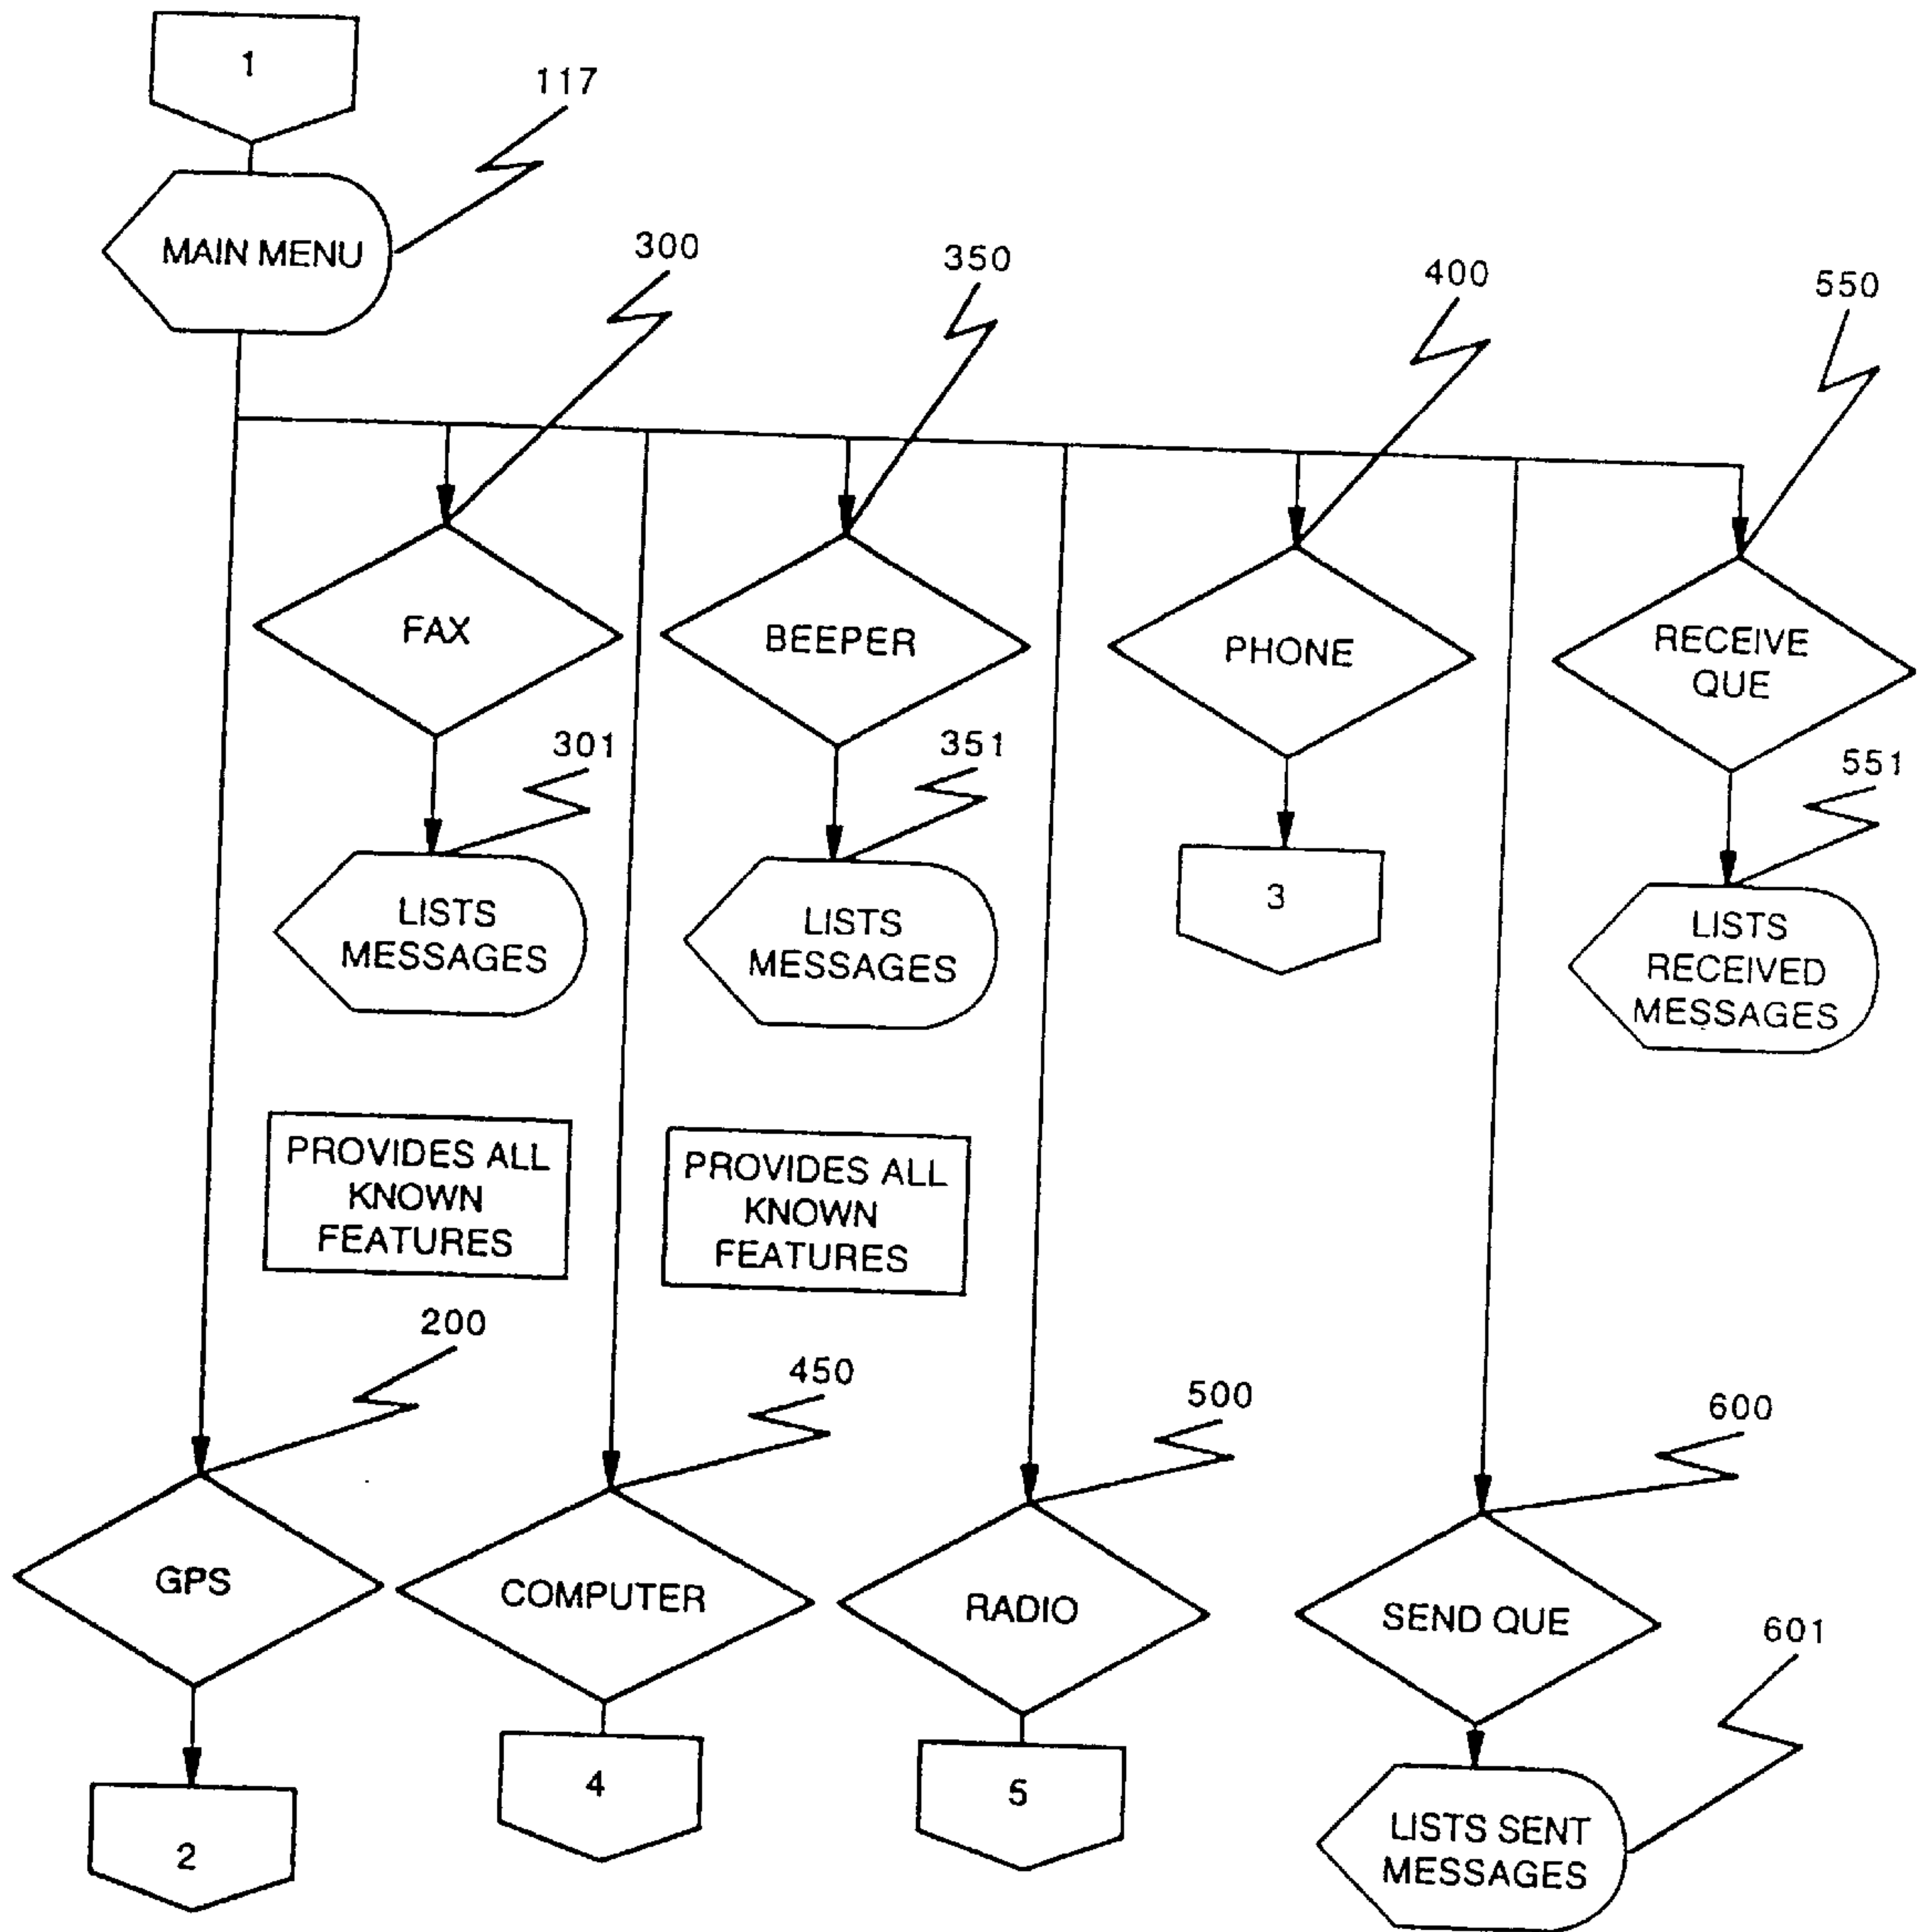 1
117
MAIN MENU
300
350
400
550
FAX
BEEPER
PHONE
RECEIVE
QUE
301
351
551
LISTS
MESSAGES
LISTS
MESSAGES
3
LISTS
RECEIVED
MESSAGES
PROVIDES ALL
KNOWN
FEATURES
PROVIDES ALL
KNOWN
FEATURES
200
450
500
600
GPS
COMPUTER
RADIO
SEND QUE
601
2
4
5
LISTS SENT
MESSAGES